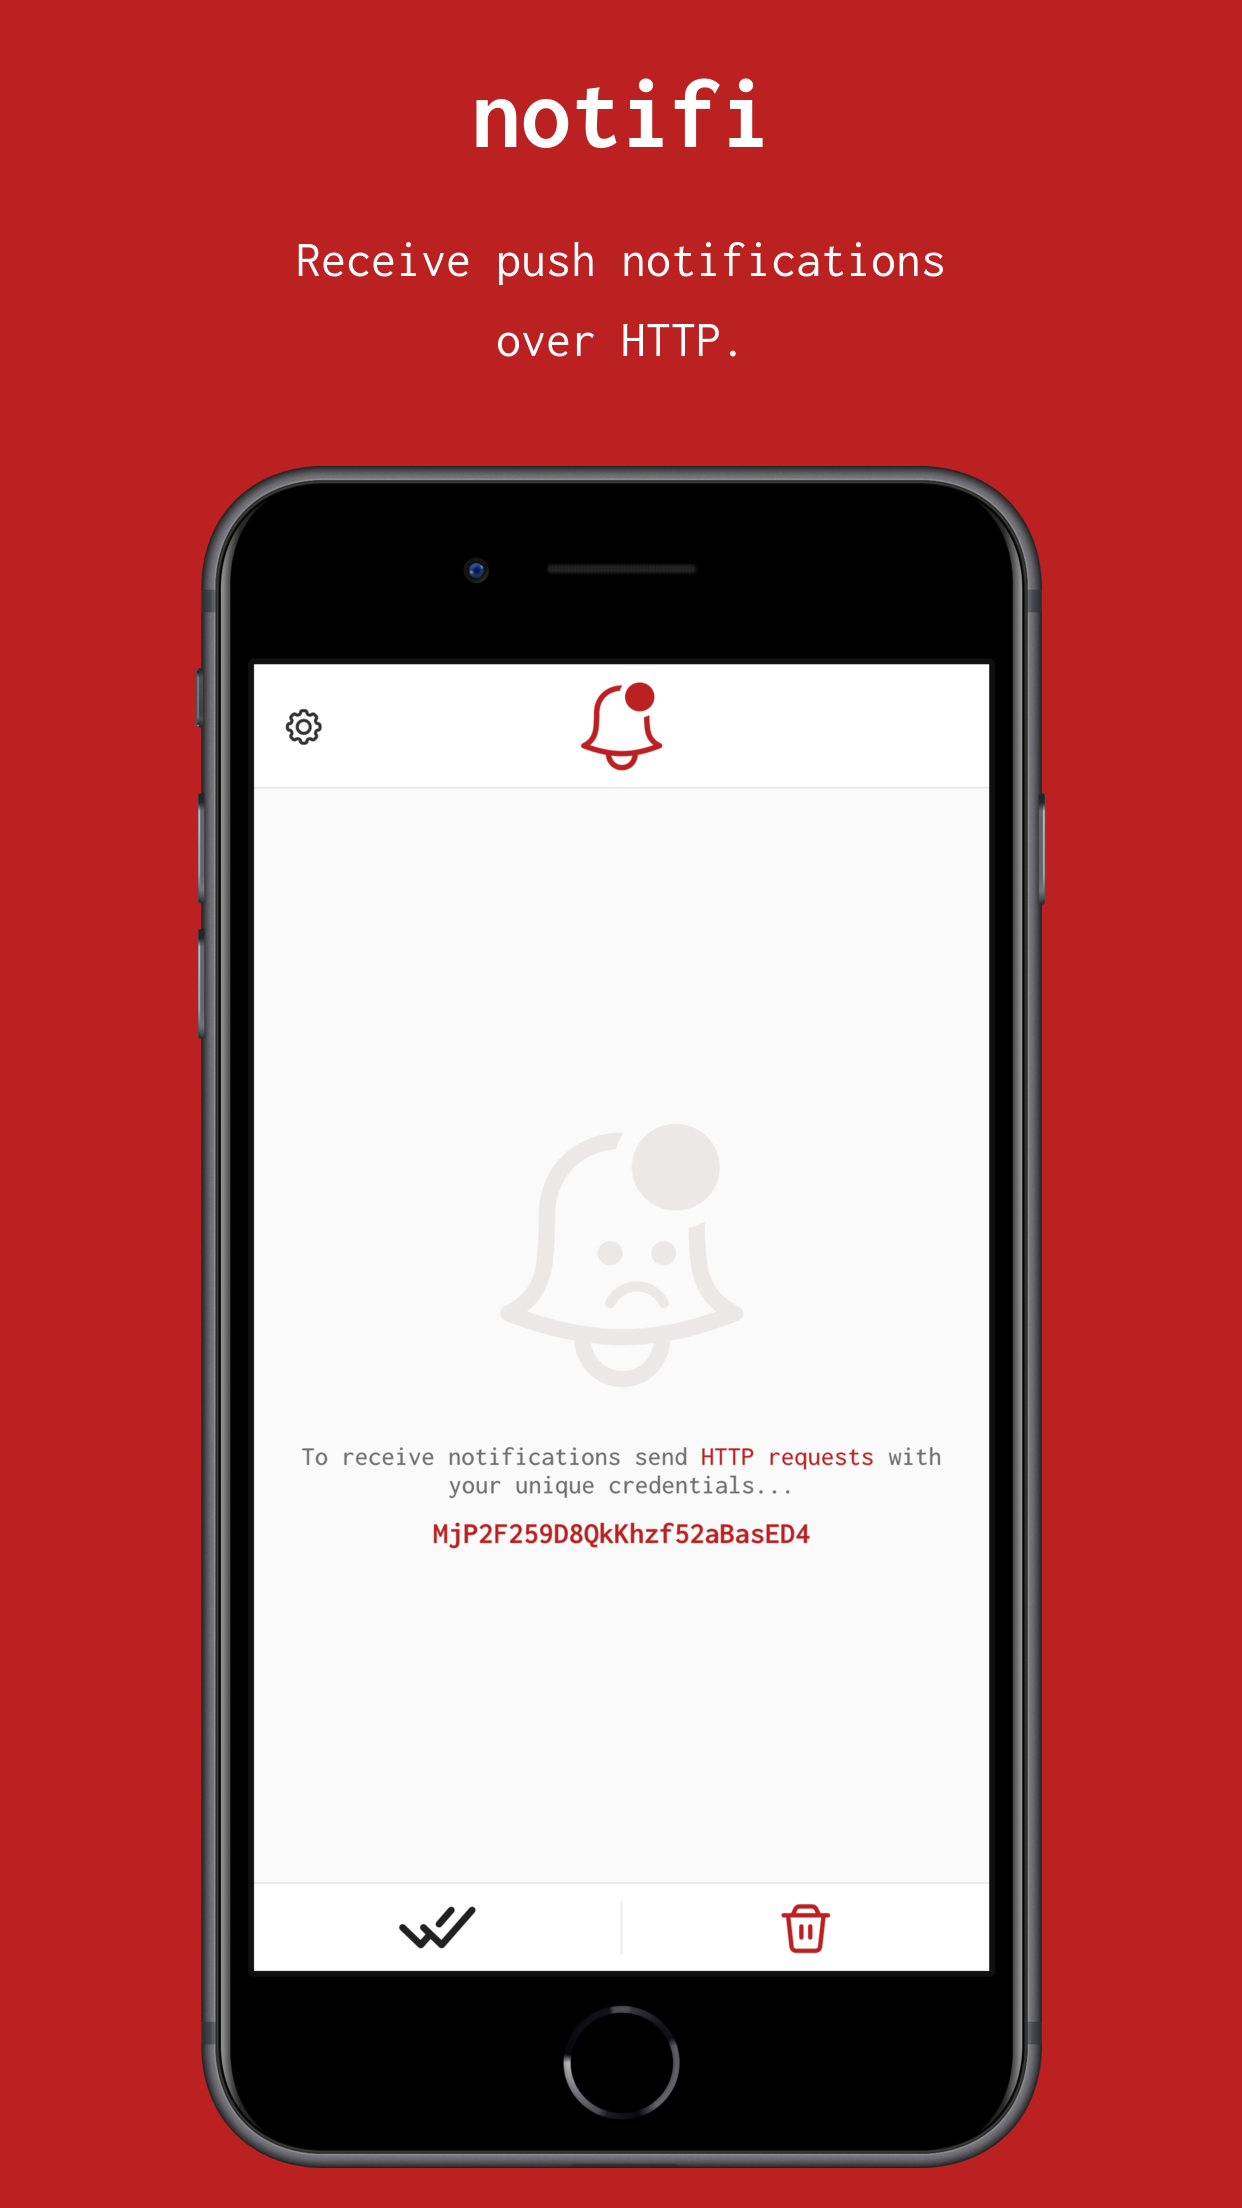 notifi
Receive push notifications
over HTTP.
To receive notifications send HTTP requests with
your unique credentials...
MjP2F259D8QkKhzf52aBasED4